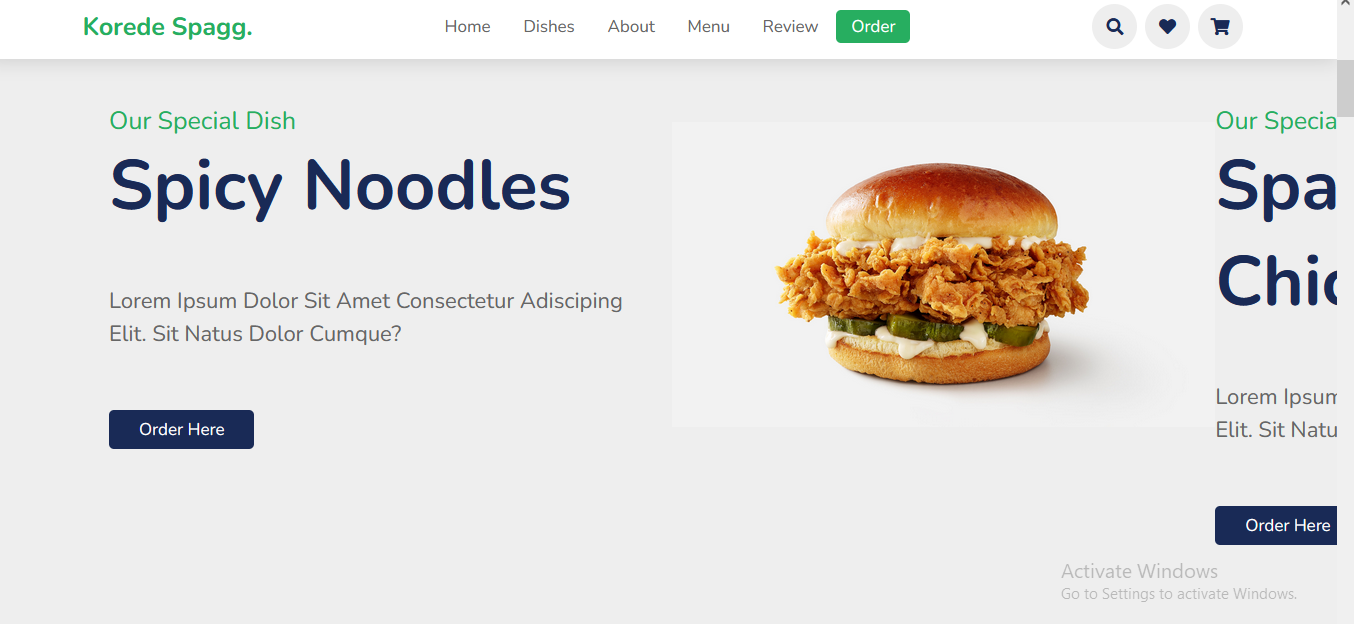 Korede Spagg.
Home Dishes About Menu Review Order
Our Special Dish
Spicy Noodles
Lorem Ipsum Dolor Sit Amet Consectetur Adisciping
Elit. Sit Natus Dolor Cumque?
Order Here
Our Specia
Spa
Chic
Lorem Ipsum
Elit. Sit Natu
Order Here
Activate Windows
Go to Settings to activate Windows.